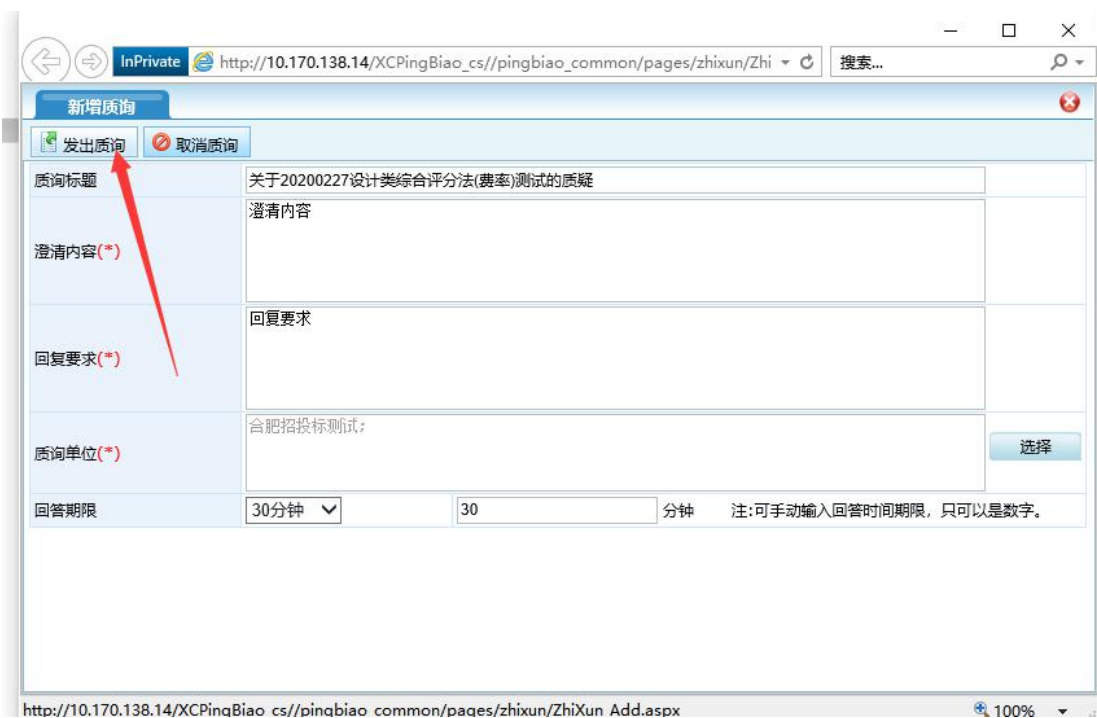 InPrivate http://10.170.138.14/XCPingBiao_cs//pingbiao_common/pages/zhixun/Zhi 搜索...
新增质询
发出质询 取消质询
质询标题 关于20200227设计类综合评分法(费率)测试的质疑
澄清内容(*) 澄清内容
回复要求(*) 回复要求
质询单位(*) 合肥招投标测试; 选择
回答期限 30分钟 30 分钟 注:可手动输入回答时间期限，只可以是数字。
http://10.170.138.14/XCPingBiao_cs//pingbiao_common/pages/zhixun/ZhiXun_Add.aspx 100%